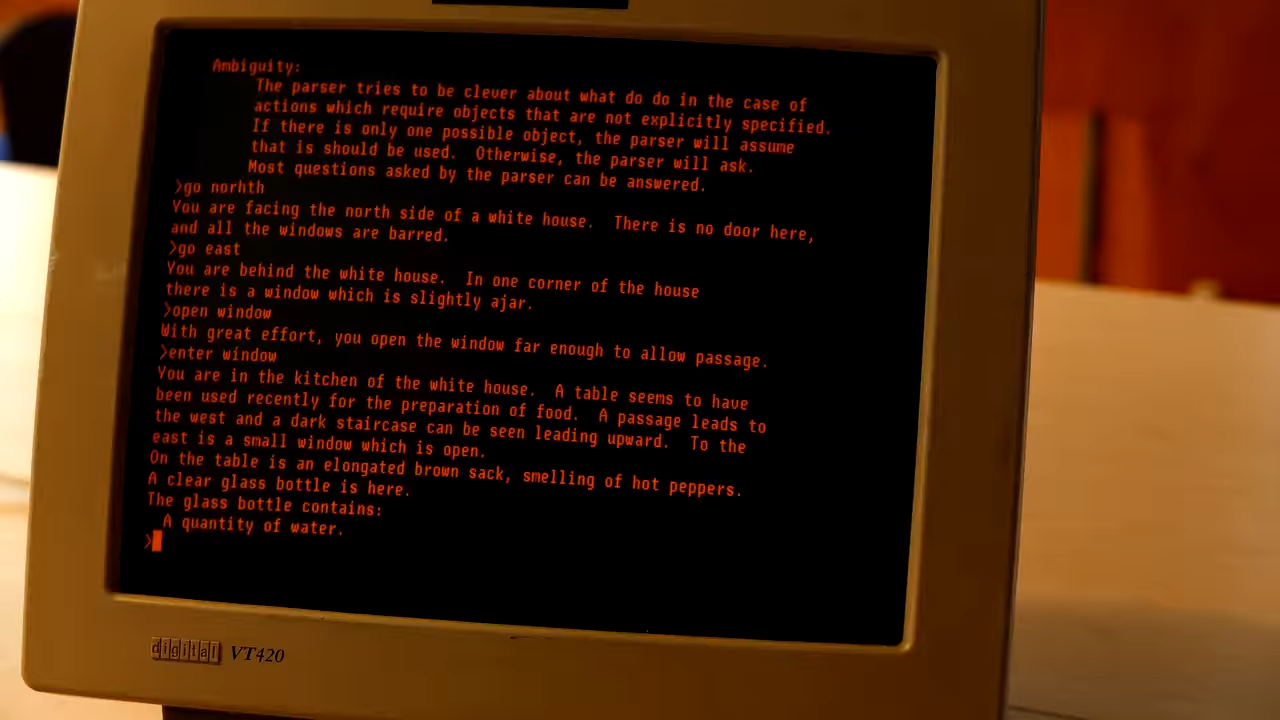 Ambiguity:
The parser tries to be clever about what do do in the case of
actions which require objects that are not explicitly specified.
If there is only one possible object, the parser will assume
that is should be used.  Otherwise, the parser will ask.
Most questions asked by the parser can be answered.
>go norhth
You are facing the north side of a white house.  There is no door here,
and all the windows are barred.
>go east
You are behind the white house.  In one corner of the house
there is a window which is slightly ajar.
>open window
With great effort, you open the window far enough to allow passage.
>enter window
You are in the kitchen of the white house.  A table seems to have
been used recently for the preparation of food.  A passage leads to
the west and a dark staircase can be seen leading upward.  To the
east is a small window which is open.
On the table is an elongated brown sack, smelling of hot peppers.
A clear glass bottle is here.
The glass bottle contains:
A quantity of water.
>
digital VT420